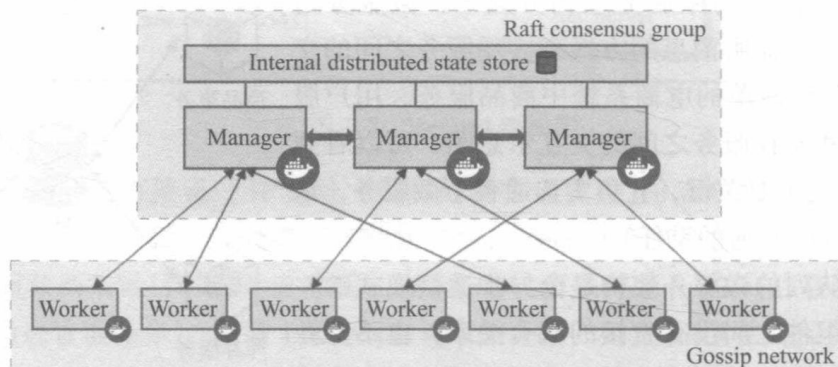 Raft consensus group
Internal distributed state store
Manager Manager Manager
Worker Worker Worker Worker Worker Worker Worker
Gossip network